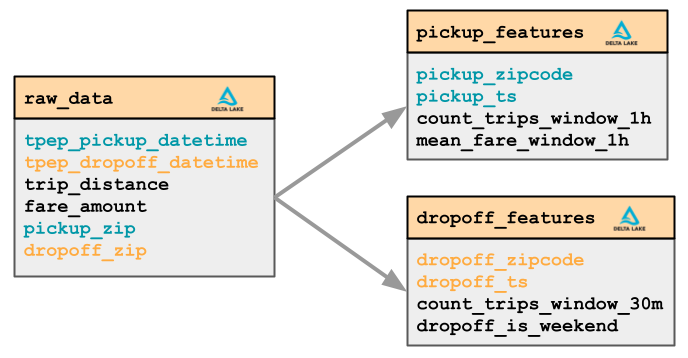 raw_data
DELTA LAKE
tpep_pickup_datetime
tpep_dropoff_datetime
trip_distance
fare_amount
pickup_zip
dropoff_zip
pickup_features
DELTA LAKE
pickup_zipcode
pickup_ts
count_trips_window_1h
mean_fare_window_1h
dropoff_features
DELTA LAKE
dropoff_zipcode
dropoff_ts
count_trips_window_30m
dropoff_is_weekend